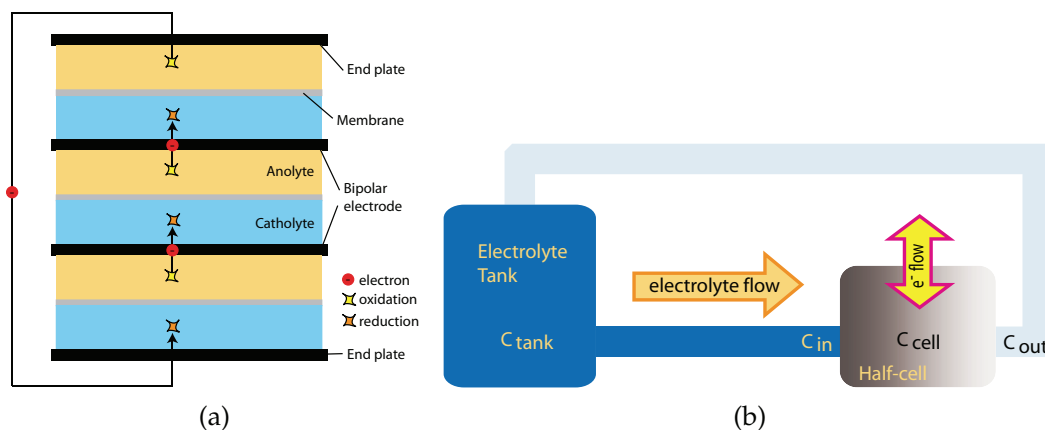 End plate
Membrane
Anolyte
Bipolar
electrode
Catholyte
- electron
oxidation
reduction
End plate
-
-
-
(a)
Electrolyte
Tank
C tank
electrolyte flow
e- flow
C in
C cell
C out
Half-cell
(b)